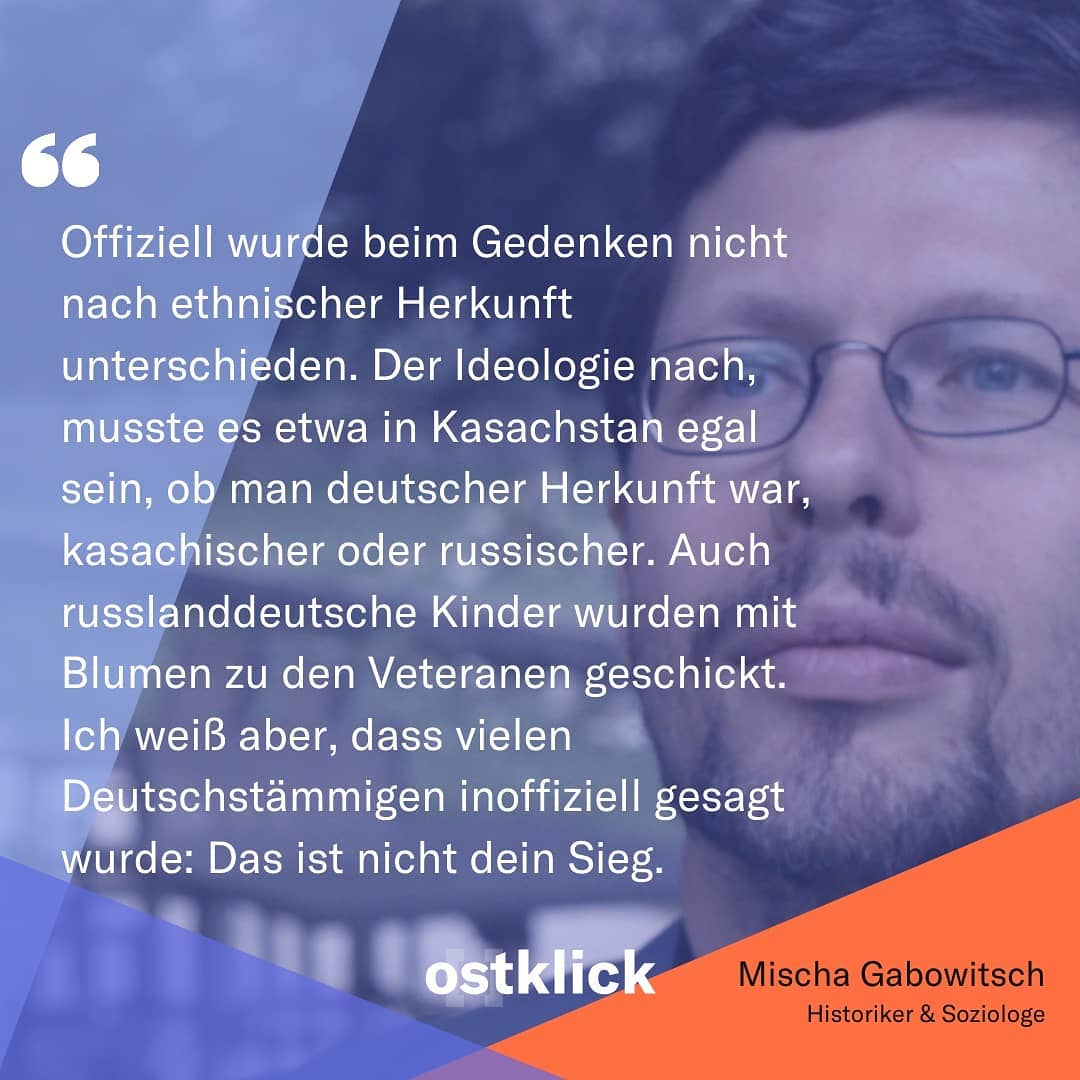 “
Offiziell wurde beim Gedenken nicht
nach ethnischer Herkunft
unterschieden. Der Ideologie nach,
musste es etwa in Kasachstan egal
sein, ob man deutscher Herkunft war,
kasachischer oder russischer. Auch
russlanddeutsche Kinder wurden mit
Blumen zu den Veteranen geschickt.
Ich weiß aber, dass vielen
Deutschstämmigen inoffiziell gesagt
wurde: Das ist nicht dein Sieg.
ostklick
Mischa Gabowitsch
Historiker & Soziologe